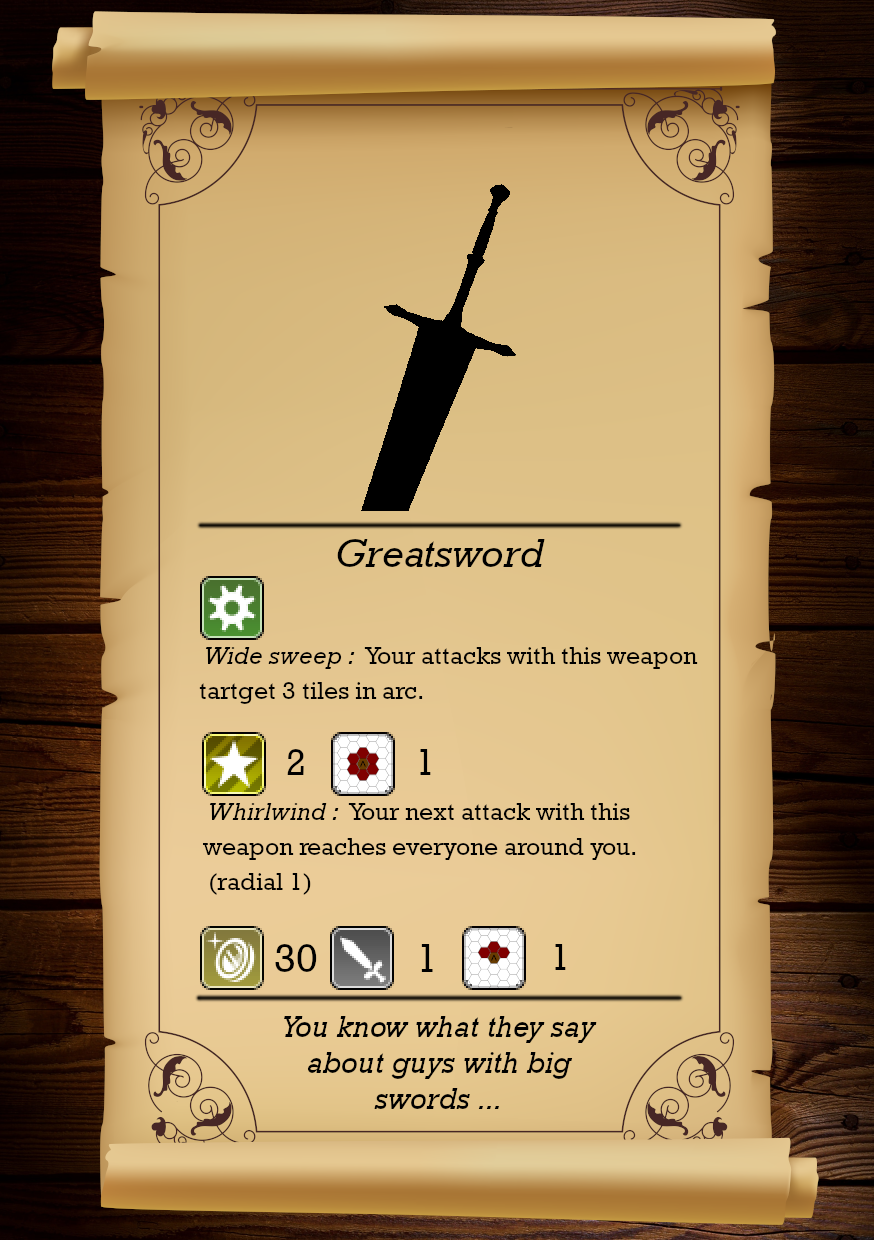 Greatsword
Wide sweep : Your attacks with this weapon
tartget 3 tiles in arc.
2 1
Whirlwind : Your next attack with this
weapon reaches everyone around you.
(radial 1)
30 1 1
You know what they say
about guys with big
swords ...